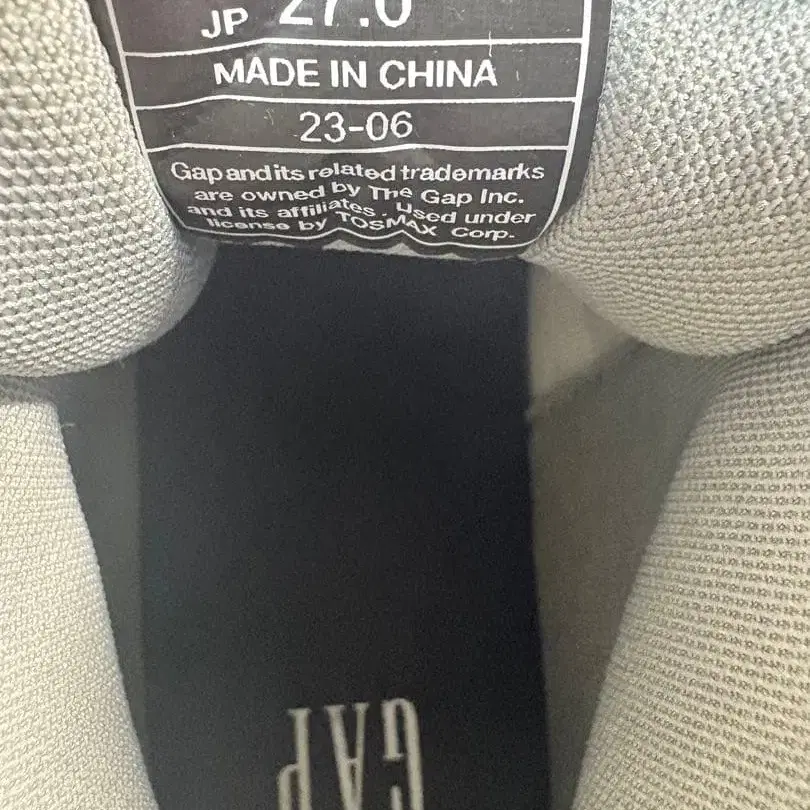 JP 27.0
MADE IN CHINA
23-06
Gap and its related trademarks
are owned by The Gap Inc.
and its affiliates. Used under
license by TOSMAX Corp.
GAP